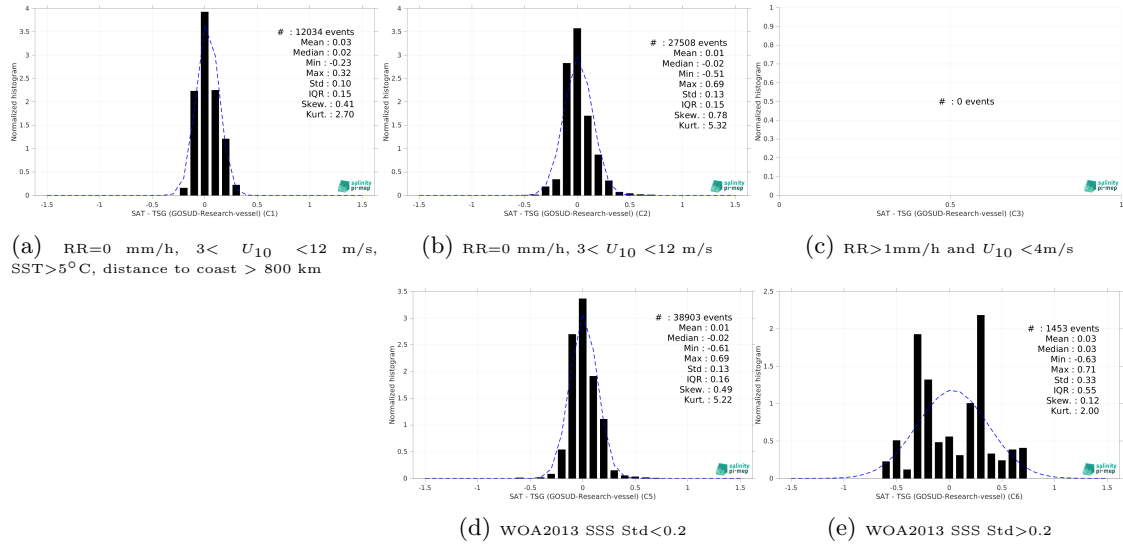 4
3.5
3
2.5
2
1.5
1
0.5
0
Normalized histogram
# : 12034 events
Mean : 0.03
Median : 0.02
Min : -0.23
Max : 0.32
Std : 0.10
IQR : 0.15
Skew. : 0.41
Kurt. : 2.70
salinity
pi-mep
-1.5 -1 -0.5 0 0.5 1 1.5
SAT - TSG (GOSUD-Research-vessel) (C1)
(a) RR=0 mm/h, 3< U10 <12 m/s,
SST>5°C, distance to coast > 800 km
4
3.5
3
2.5
2
1.5
1
0.5
0
Normalized histogram
# : 27508 events
Mean : 0.01
Median : -0.02
Min : -0.51
Max : 0.69
Std : 0.13
IQR : 0.15
Skew. : 0.78
Kurt. : 5.32
salinity
pi-mep
-1.5 -1 -0.5 0 0.5 1 1.5
SAT - TSG (GOSUD-Research-vessel) (C2)
(b) RR=0 mm/h, 3< U10 <12 m/s
1
0.9
0.8
0.7
0.6
0.5
0.4
0.3
0.2
0.1
0
Normalized histogram
# : 0 events
salinity
pi-mep
0 0.5 1
SAT - TSG (GOSUD-Research-vessel) (C3)
(c) RR>1mm/h and U10 <4m/s
3.5
3
2.5
2
1.5
1
0.5
0
Normalized histogram
# : 38903 events
Mean : 0.01
Median : -0.02
Min : -0.61
Max : 0.69
Std : 0.13
IQR : 0.16
Skew. : 0.49
Kurt. : 5.22
salinity
pi-mep
-1.5 -1 -0.5 0 0.5 1 1.5
SAT - TSG (GOSUD-Research-vessel) (C5)
(d) WOA2013 SSS Std<0.2
2.5
2
1.5
1
0.5
0
Normalized histogram
# : 1453 events
Mean : 0.03
Median : 0.03
Min : -0.63
Max : 0.71
Std : 0.33
IQR : 0.55
Skew. : 0.12
Kurt. : 2.00
salinity
pi-mep
-1.5 -1 -0.5 0 0.5 1 1.5
SAT - TSG (GOSUD-Research-vessel) (C6)
(e) WOA2013 SSS Std>0.2